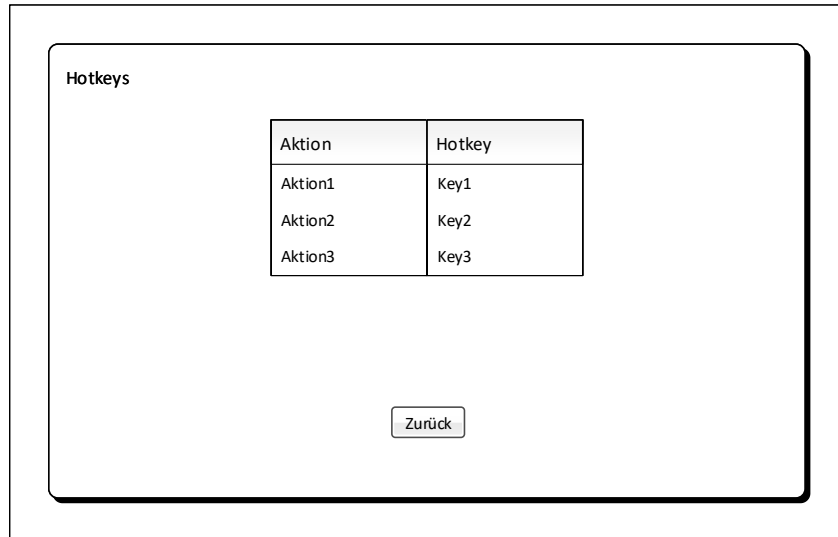 Hotkeys
Aktion Hotkey
Aktion1 Key1
Aktion2 Key2
Aktion3 Key3
Zurück